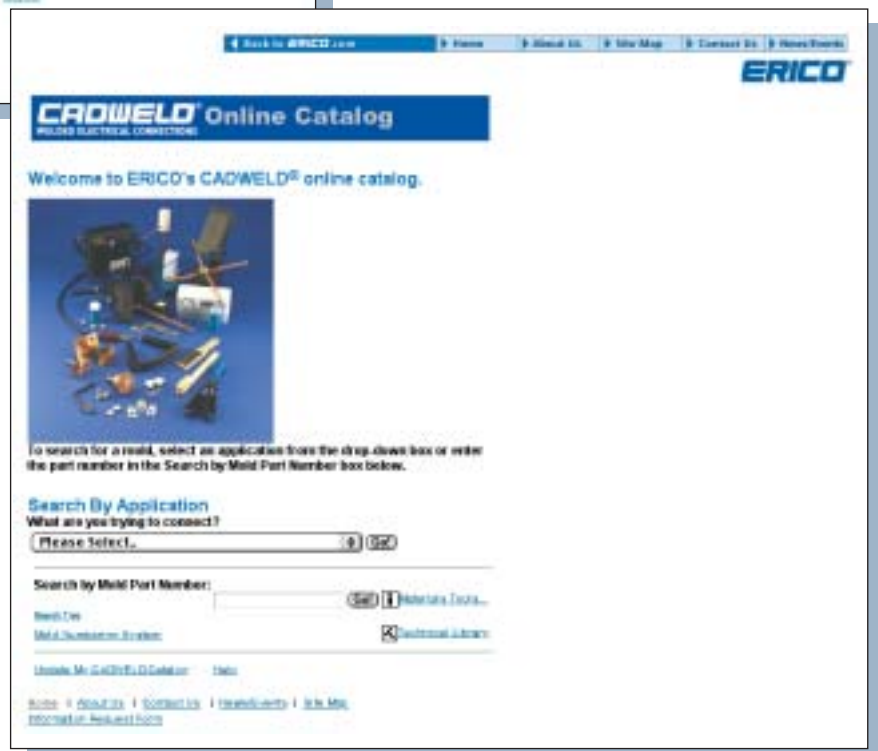 Back to ERICO.com Home About Us Site Map Contact Us News/Events
ERICO
CADWELD® Online Catalog
WELDED ELECTRICAL CONNECTIONS
Welcome to ERICO's CADWELD® online catalog.
To search for a mold, select an application from the drop-down box or enter
the part number in the Search by Mold Part Number box below.
Search By Application
What are you trying to connect?
Please Select.. Go!
Search by Mold Part Number:
Go! Materials Tools...
Search Tips
Mold Numbering System Technical Library
Update My CADWELD Catalog Help
Home | About Us | Contact Us | News/Events | Site Map
Information Request Form